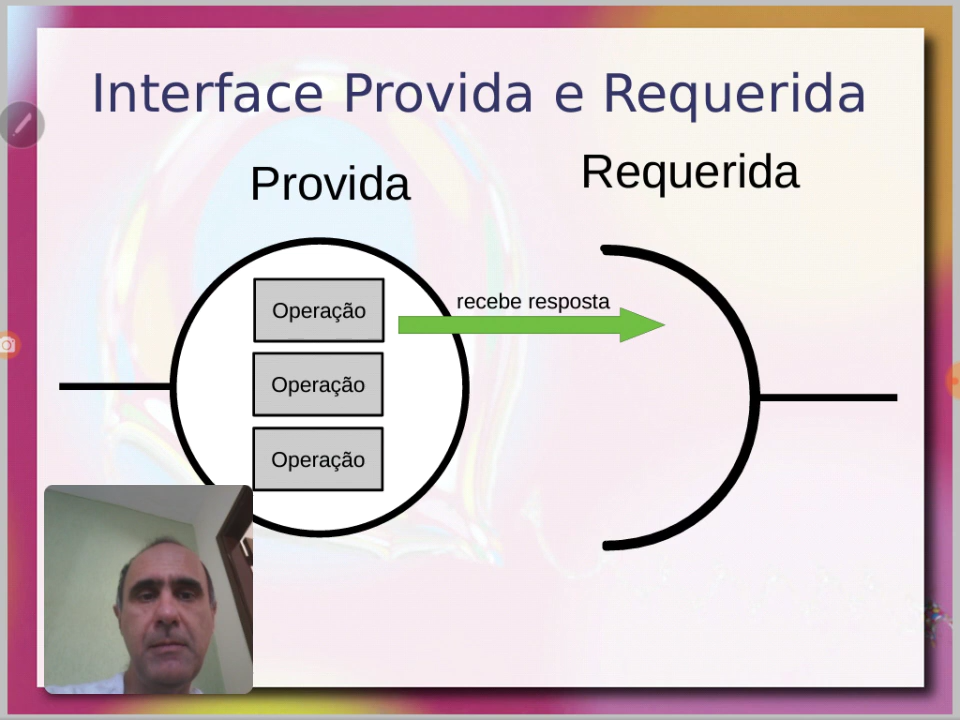 Interface Provida e Requerida
Provida
Requerida
Operação
recebe resposta
Operação
Operação